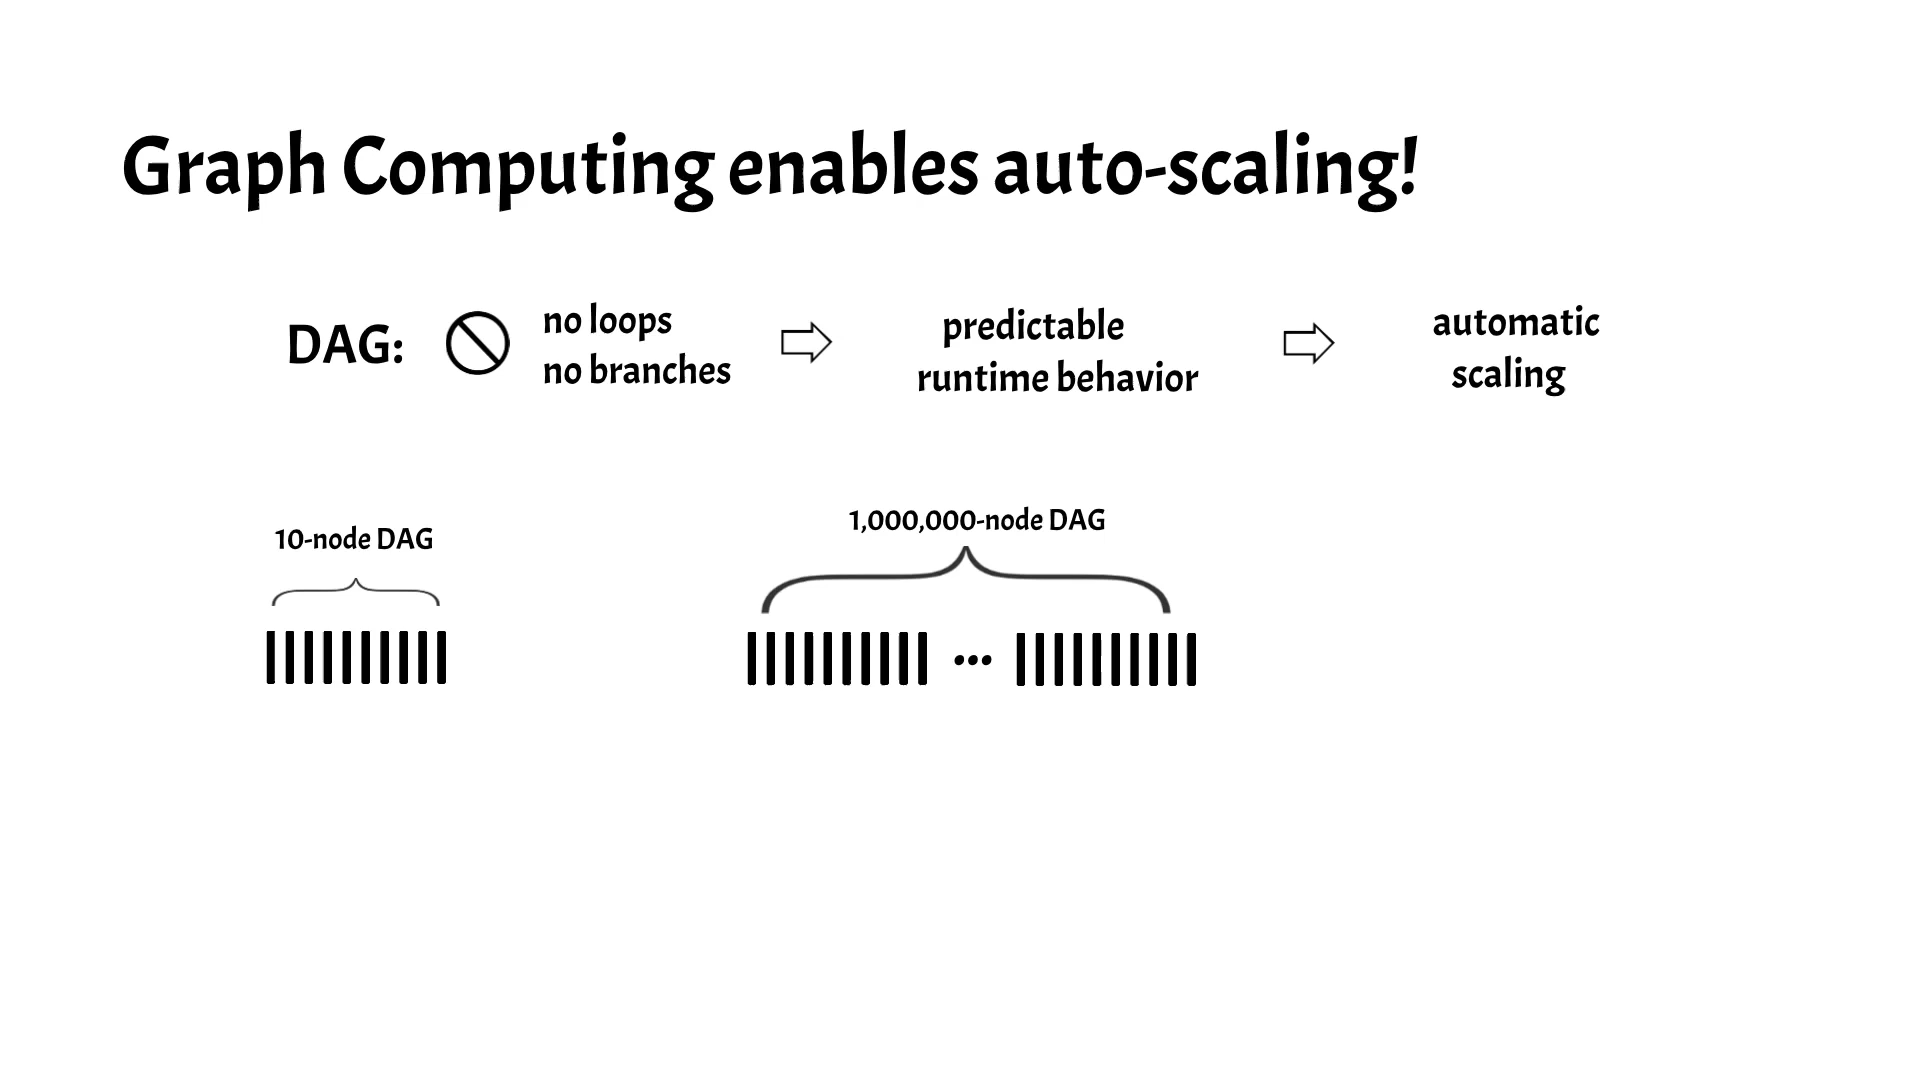 Graph Computing enables auto-scaling!
DAG:
no loops
no branches
predictable
runtime behavior
automatic
scaling
10-node DAG
1,000,000-node DAG
...